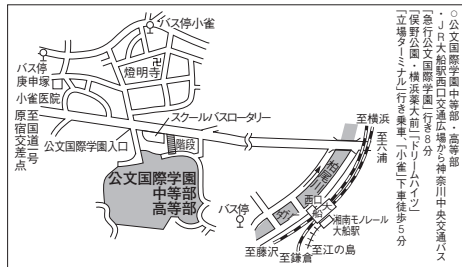 ○公文国際学園中等部・高等部
・JR大船駅西口交通広場から神奈川中央交通バス
「急行公文国際学園」行き8分
「俣野公園・横浜薬大前」「ドリームハイツ」
「立場ターミナル」行き乗車、「小雀」下車徒歩5分
バス停小雀
バス停
庚申塚
小雀医院
燈明寺
スクールバスロータリー
至国道一号
原宿交差点
公文国際学園入口
階段
公文国際学園
中等部
高等部
至横浜
至六浦
柏尾川
西口
大船
湘南モノレール
大船駅
バス停
至藤沢
至鎌倉
至江の島